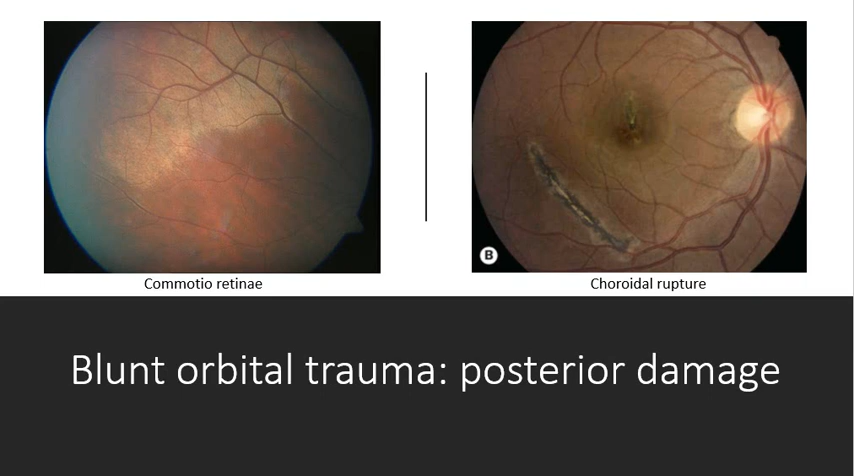 B
Commotio retinae
Choroidal rupture
Blunt orbital trauma: posterior damage